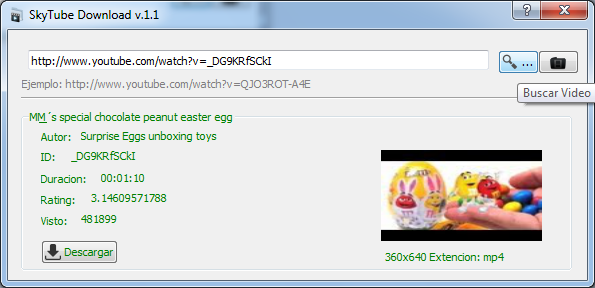 SkyTube Download v.1.1
http://www.youtube.com/watch?v=_DG9KRfSCkI
...
Ejemplo: http://www.youtube.com/watch?v=QJO3ROT-A4E
Buscar Video
MM´s special chocolate peanut easter egg
Autor: Surprise Eggs unboxing toys
ID: _DG9KRfSCkI
Duracion: 00:01:10
Rating: 3.14609571788
Visto: 481899
Descargar
360x640 Extencion: mp4